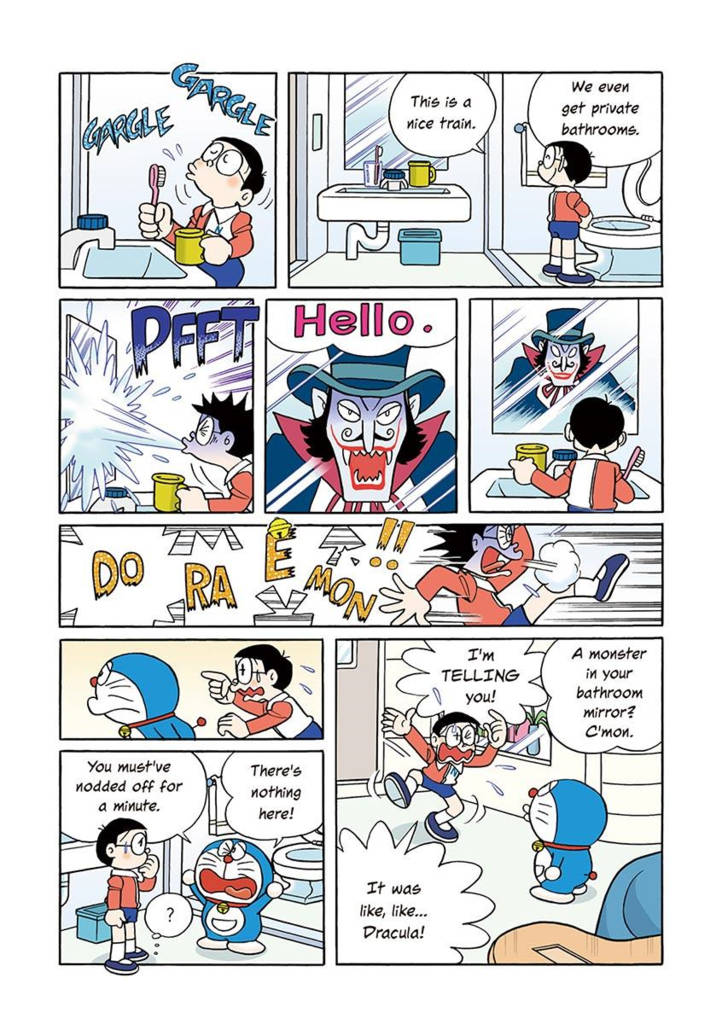 We even
get private
bathrooms.
This is a
nice train.
GARGLE
GARGLE
Hello.
PFFT
DO RA E MON!!
A monster
in your
bathroom
mirror?
C'mon.
I'm
TELLING
you!
It was
like, like...
Dracula!
There's
nothing
here!
You must've
nodded off for
a minute.
?